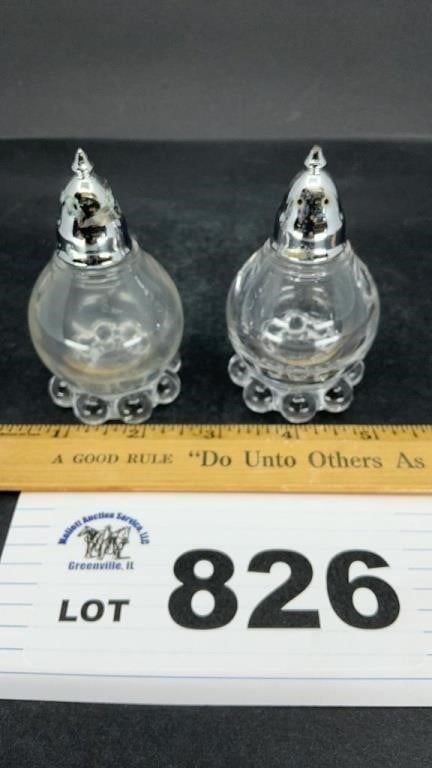 1 2 3 4 5
A GOOD RULE "Do Unto Others As
Mallott Auction Service, LLC
Greenville, IL
LOT 826